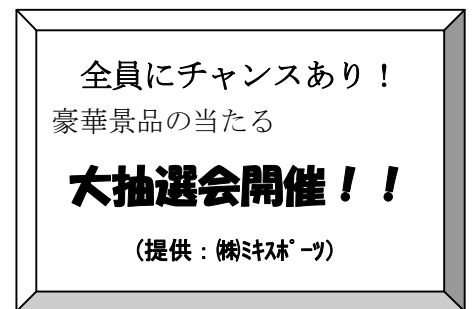 全員にチャンスあり！
豪華景品の当たる
大抽選会開催！！
（提供：㈱ﾐｷｽﾎﾟｰﾂ）